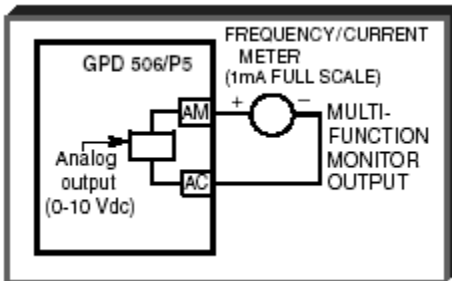 FREQUENCY/CURRENT
METER
(1mA FULL SCALE)
GPD 506/P5
AM
+
−
MULTI-
FUNCTION
MONITOR
OUTPUT
Analog
output
(0-10 Vdc)
AC